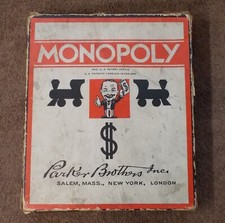 MONOPOLY
$
Parker Brothers Inc.
SALEM, MASS., NEW YORK, LONDON